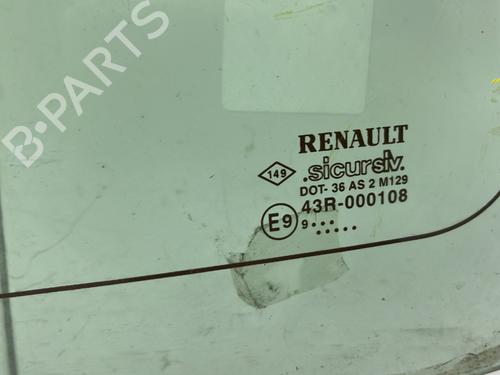 B-PARTS
RENAULT
149
.sicursiv.
DOT- 36 AS 2 M129
E9
43R-000108
9....
......